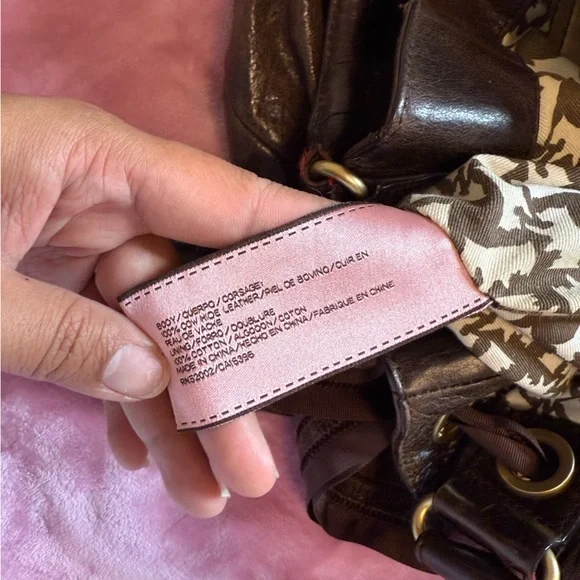 BODY/CUERPO/CORSAGE:
100% COW HIDE LEATHER/PIEL DE BOVINO/CUIR EN
PEAU DE VACHE
LINING/FORRO/DOUBLURE
100% COTTON/ALGODON/COTON
MADE IN CHINA/HECHO EN CHINA/FABRIQUE EN CHINE
RN52002/CA15396